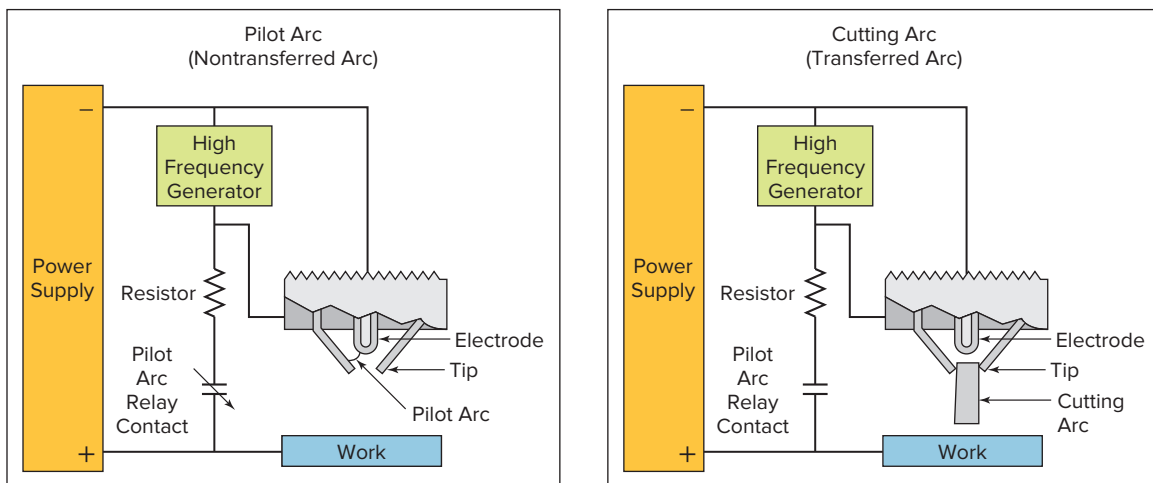 Pilot Arc
(Nontransferred Arc)
−
High
Frequency
Generator
Power
Supply
Resistor
Electrode
Pilot
Arc
Relay
Contact
Tip
Pilot Arc
+
Work
Cutting Arc
(Transferred Arc)
−
High
Frequency
Generator
Power
Supply
Resistor
Electrode
Pilot
Arc
Relay
Contact
Tip
Cutting
Arc
+
Work